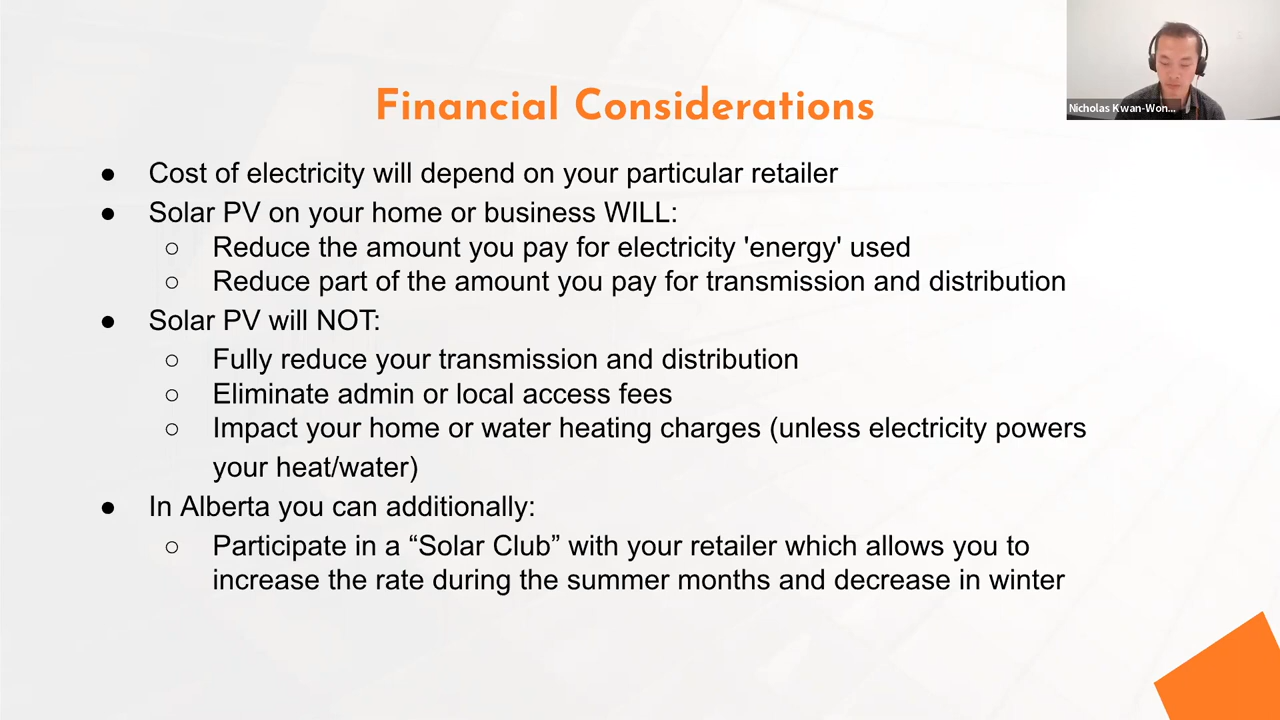 Financial Considerations
Nicholas Kwan-Won...
● Cost of electricity will depend on your particular retailer
● Solar PV on your home or business WILL:
○ Reduce the amount you pay for electricity 'energy' used
○ Reduce part of the amount you pay for transmission and distribution
● Solar PV will NOT:
○ Fully reduce your transmission and distribution
○ Eliminate admin or local access fees
○ Impact your home or water heating charges (unless electricity powers
your heat/water)
● In Alberta you can additionally:
○ Participate in a “Solar Club” with your retailer which allows you to
increase the rate during the summer months and decrease in winter